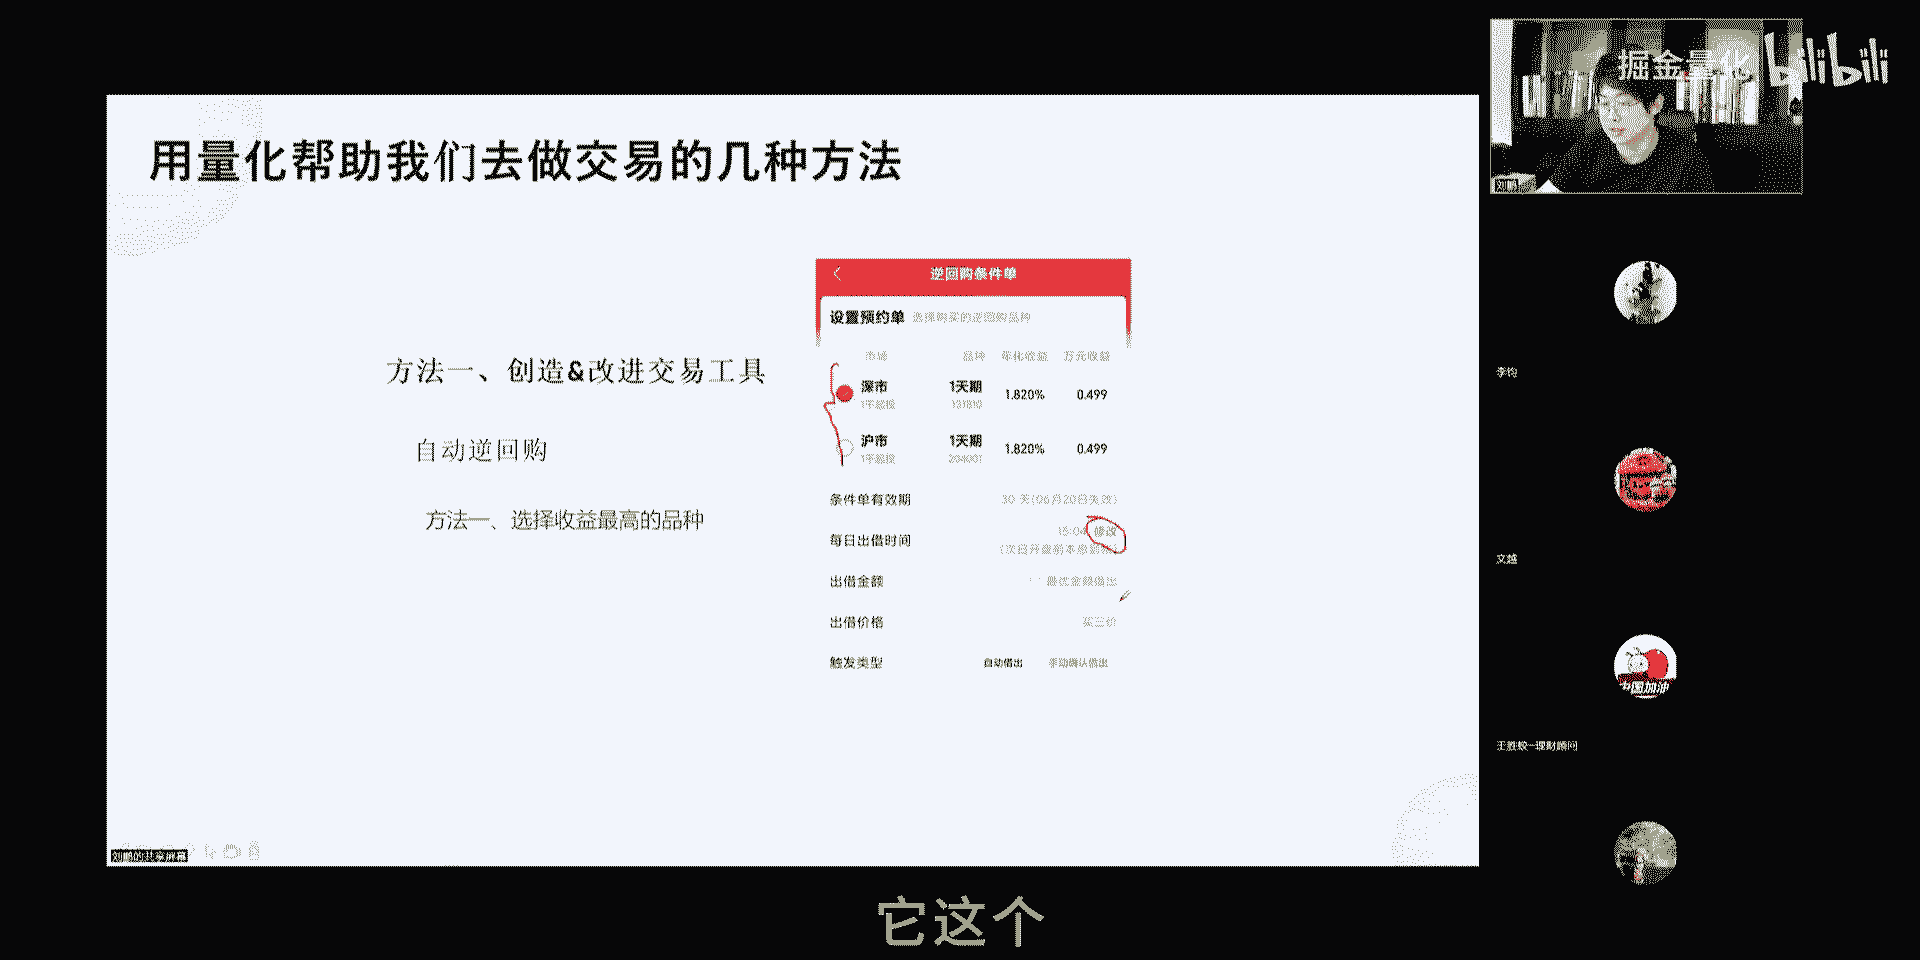 掘金量化 bilibili
用量化帮助我们去做交易的几种方法
方法一、创造&改进交易工具
自动逆回购
方法一、选择收益最高的品种
逆回购条件单
设置预约单 选择购买的逆回购品种
市场 品种 年化收益 万元收益
深市 1天期 1.820% 0.499
1千起投 131810
沪市 1天期 1.820% 0.499
1千起投 204001
条件单有效期 30 天(06月20日失效)
每日出借时间 15:04 修改
(次日开盘前本息到账)
出借金额 最优金额借出
出借价格 买三价
触发类型 自动借出 手动确认借出
刘鹏
李钧
文越
中国加油
刘鹏的共享屏幕
它这个